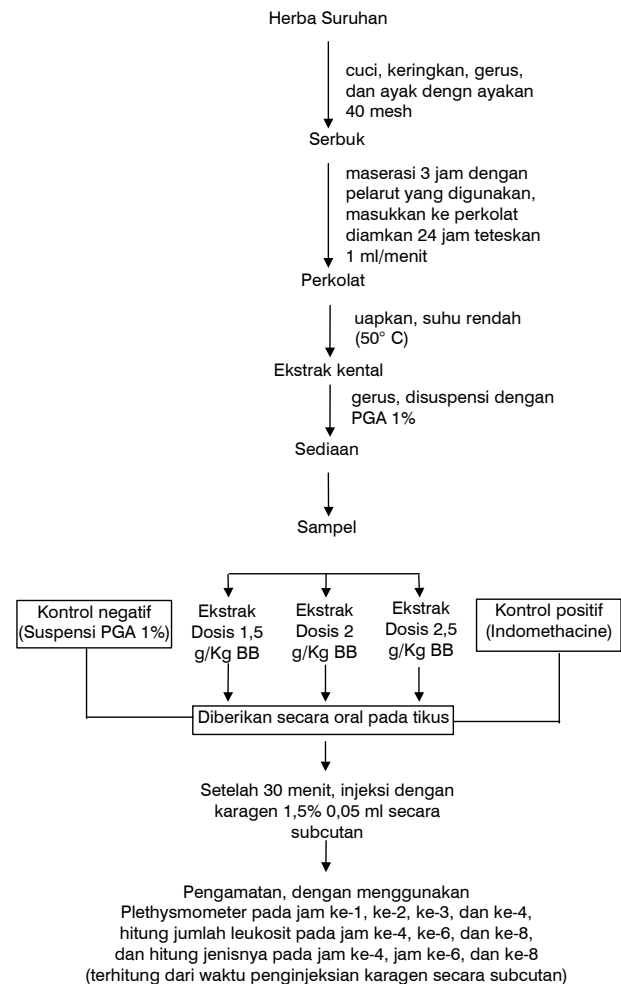 Herba Suruhan
cuci, keringkan, gerus,
dan ayak dengn ayakan
40 mesh
Serbuk
maserasi 3 jam dengan
pelarut yang digunakan,
masukkan ke perkolat
diamkan 24 jam teteskan
1 ml/menit
Perkolat
uapkan, suhu rendah
(50° C)
Ekstrak kental
gerus, disuspensi dengan
PGA 1%
Sediaan
Sampel
Kontrol negatif
(Suspensi PGA 1%)
Ekstrak
Dosis 1,5
g/Kg BB
Ekstrak
Dosis 2
g/Kg BB
Ekstrak
Dosis 2,5
g/Kg BB
Kontrol positif
(Indomethacine)
Diberikan secara oral pada tikus
Setelah 30 menit, injeksi dengan
karagen 1,5% 0,05 ml secara
subcutan
Pengamatan, dengan menggunakan
Plethysmometer pada jam ke-1, ke-2, ke-3, dan ke-4,
hitung jumlah leukosit pada jam ke-4, ke-6, dan ke-8,
dan hitung jenisnya pada jam ke-4, jam ke-6, dan ke-8
(terhitung dari waktu penginjeksian karagen secara subcutan)